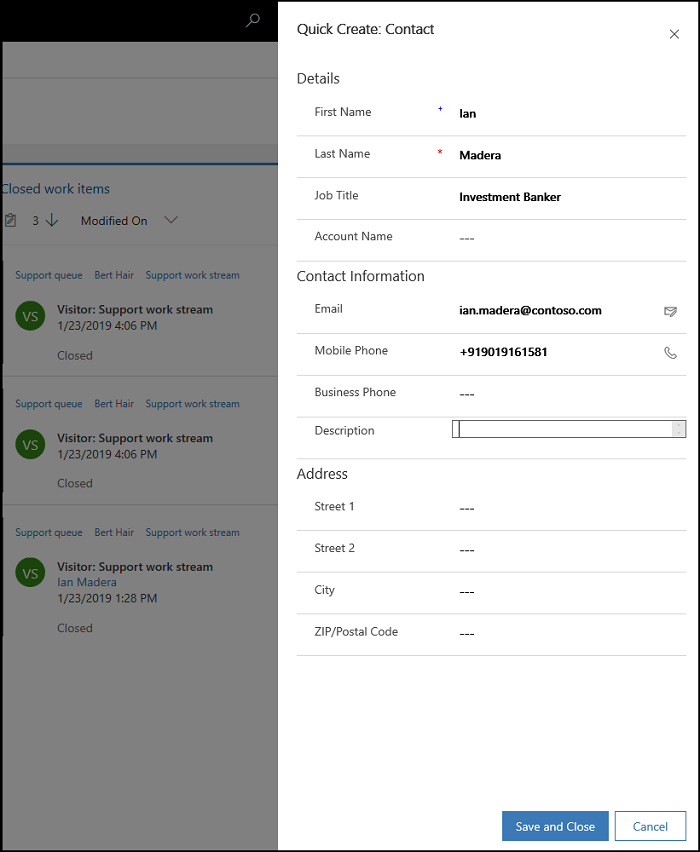 Closed work items
3 Modified On
Support queue Bert Hair Support work stream
VS
Visitor: Support work stream
1/23/2019 4:06 PM
Closed
Support queue Bert Hair Support work stream
VS
Visitor: Support work stream
1/23/2019 4:06 PM
Closed
Support queue Bert Hair Support work stream
VS
Visitor: Support work stream
Ian Madera
1/23/2019 1:28 PM
Closed
Quick Create: Contact
Details
First Name + Ian
Last Name * Madera
Job Title Investment Banker
Account Name ---
Contact Information
Email ian.madera@contoso.com
Mobile Phone +919019161581
Business Phone ---
Description
Address
Street 1 ---
Street 2 ---
City ---
ZIP/Postal Code ---
Save and Close Cancel